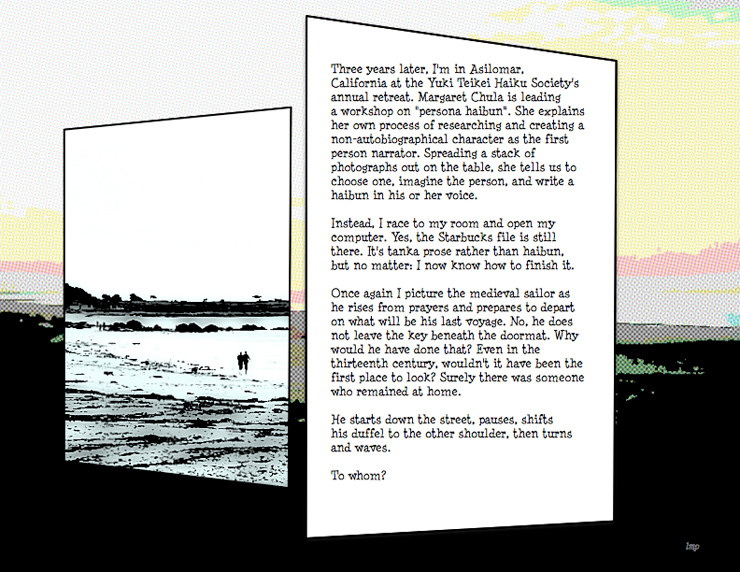 Three years later, I'm in Asilomar,
California at the Yuki Teikei Haiku Society's
annual retreat. Margaret Chula is leading
a workshop on "persona haibun". She explains
her own process of researching and creating a
non-autobiographical character as the first
person narrator. Spreading a stack of
photographs out on the table, she tells us to
choose one, imagine the person, and write a
haibun in his or her voice.
Instead, I race to my room and open my
computer. Yes, the Starbucks file is still
there. It's tanka prose rather than haibun,
but no matter: I now know how to finish it.
Once again I picture the medieval sailor as
he rises from prayers and prepares to depart
on what will be his last voyage. No, he does
not leave the key beneath the doormat. Why
would he have done that? Even in the
thirteenth century, wouldn't it have been the
first place to look? Surely there was someone
who remained at home.
He starts down the street, pauses, shifts
his duffel to the other shoulder, then turns
and waves.
To whom?
lmp